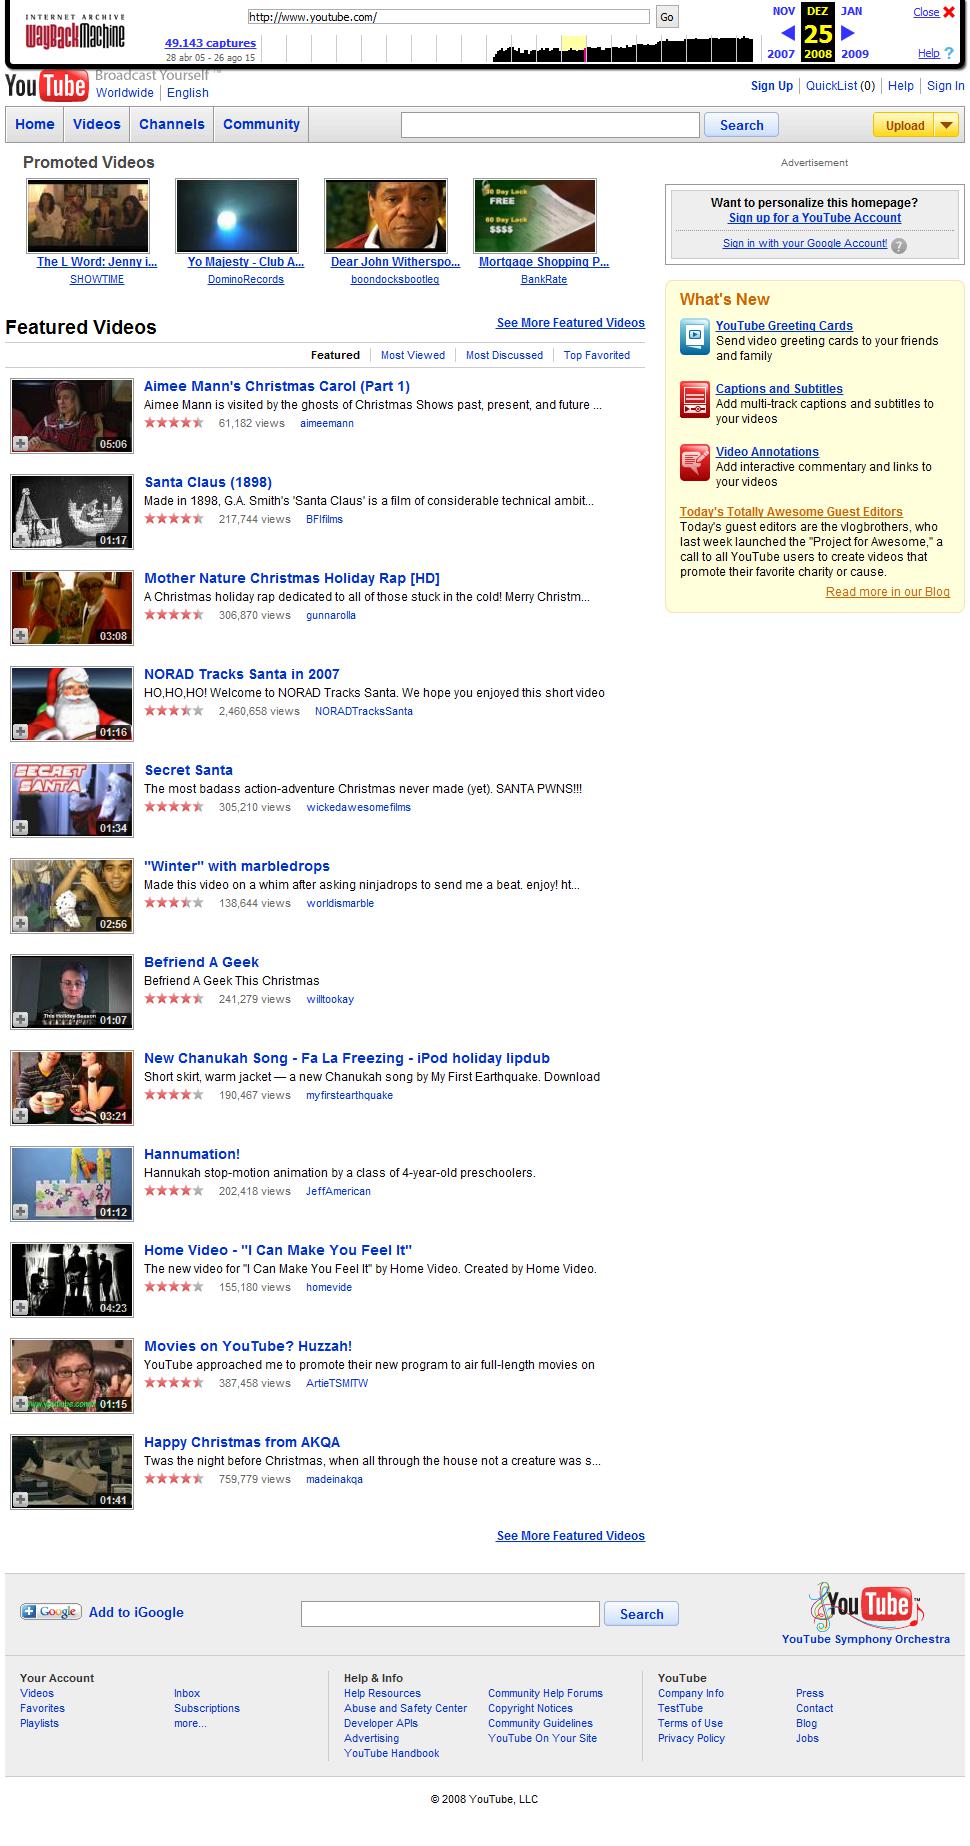 INTERNET ARCHIVE
WayBackMachine
http://www.youtube.com/
Go
49.143 captures
28 abr 05 - 26 ago 15
NOV DEZ JAN
25
2007 2008 2009
Close
Help ?
YouTube Broadcast Yourself ™
Worldwide English
Sign Up QuickList (0) Help Sign In
Home Videos Channels Community Search Upload
Promoted Videos
30 Day Lock
FREE
60 Day Lock
$$$$
The L Word: Jenny i... Yo Majesty - Club A... Dear John Witherspo... Mortgage Shopping P...
SHOWTIME DominoRecords boondocksbootleg BankRate
Advertisement
Want to personalize this homepage?
Sign up for a YouTube Account
Sign in with your Google Account! ?
What's New
YouTube Greeting Cards
Send video greeting cards to your friends
and family
Captions and Subtitles
Add multi-track captions and subtitles to
your videos
Video Annotations
Add interactive commentary and links to
your videos
Today's Totally Awesome Guest Editors
Today's guest editors are the vlogbrothers, who
last week launched the "Project for Awesome," a
call to all YouTube users to create videos that
promote their favorite charity or cause.
Read more in our Blog
Featured Videos See More Featured Videos
Featured Most Viewed Most Discussed Top Favorited
Aimee Mann's Christmas Carol (Part 1)
Aimee Mann is visited by the ghosts of Christmas Shows past, present, and future ...
61,182 views aimeemann
05:06
Santa Claus (1898)
Made in 1898, G.A. Smith's 'Santa Claus' is a film of considerable technical ambit...
217,744 views BFIfilms
01:17
Mother Nature Christmas Holiday Rap [HD]
A Christmas holiday rap dedicated to all of those stuck in the cold! Merry Christm...
306,870 views gunnarolla
03:08
NORAD Tracks Santa in 2007
HO,HO,HO! Welcome to NORAD Tracks Santa. We hope you enjoyed this short video
2,460,658 views NORADTracksSanta
01:16
SECRET
SANTA
Secret Santa
The most badass action-adventure Christmas never made (yet). SANTA PWNS!!!
305,210 views wickedawesomefilms
01:34
"Winter" with marbledrops
Made this video on a whim after asking ninjadrops to send me a beat. enjoy! ht...
138,644 views worldismarble
02:56
Befriend A Geek
Befriend A Geek This Christmas
241,279 views willtookay
This Holiday Season
01:07
New Chanukah Song - Fa La Freezing - iPod holiday lipdub
Short skirt, warm jacket — a new Chanukah song by My First Earthquake. Download
190,467 views myfirstearthquake
03:21
Hannumation!
Hannukah stop-motion animation by a class of 4-year-old preschoolers.
202,418 views JeffAmerican
01:12
Home Video - "I Can Make You Feel It"
The new video for "I Can Make You Feel It" by Home Video. Created by Home Video.
155,180 views homevide
04:23
Movies on YouTube? Huzzah!
YouTube approached me to promote their new program to air full-length movies on
387,458 views ArtieTSMITW
www.youtube.com/
01:15
Happy Christmas from AKQA
Twas the night before Christmas, when all through the house not a creature was s...
759,779 views madeinakqa
01:41
See More Featured Videos
Google Add to iGoogle
Search
YouTube ™
YouTube Symphony Orchestra
Your Account
Videos Inbox
Favorites Subscriptions
Playlists more...
Help & Info
Help Resources Community Help Forums
Abuse and Safety Center Copyright Notices
Developer APIs Community Guidelines
Advertising YouTube On Your Site
YouTube Handbook
YouTube
Company Info Press
TestTube Contact
Terms of Use Blog
Privacy Policy Jobs
© 2008 YouTube, LLC